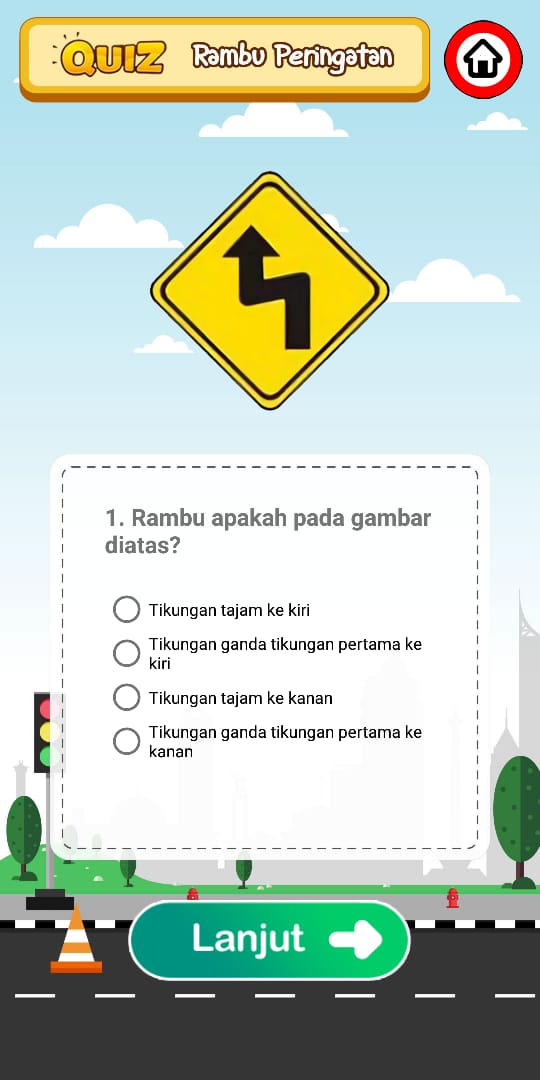 QUIZ Rambu Peringatan
1. Rambu apakah pada gambar
diatas?
Tikungan tajam ke kiri
Tikungan ganda tikungan pertama ke
kiri
Tikungan tajam ke kanan
Tikungan ganda tikungan pertama ke
kanan
Lanjut